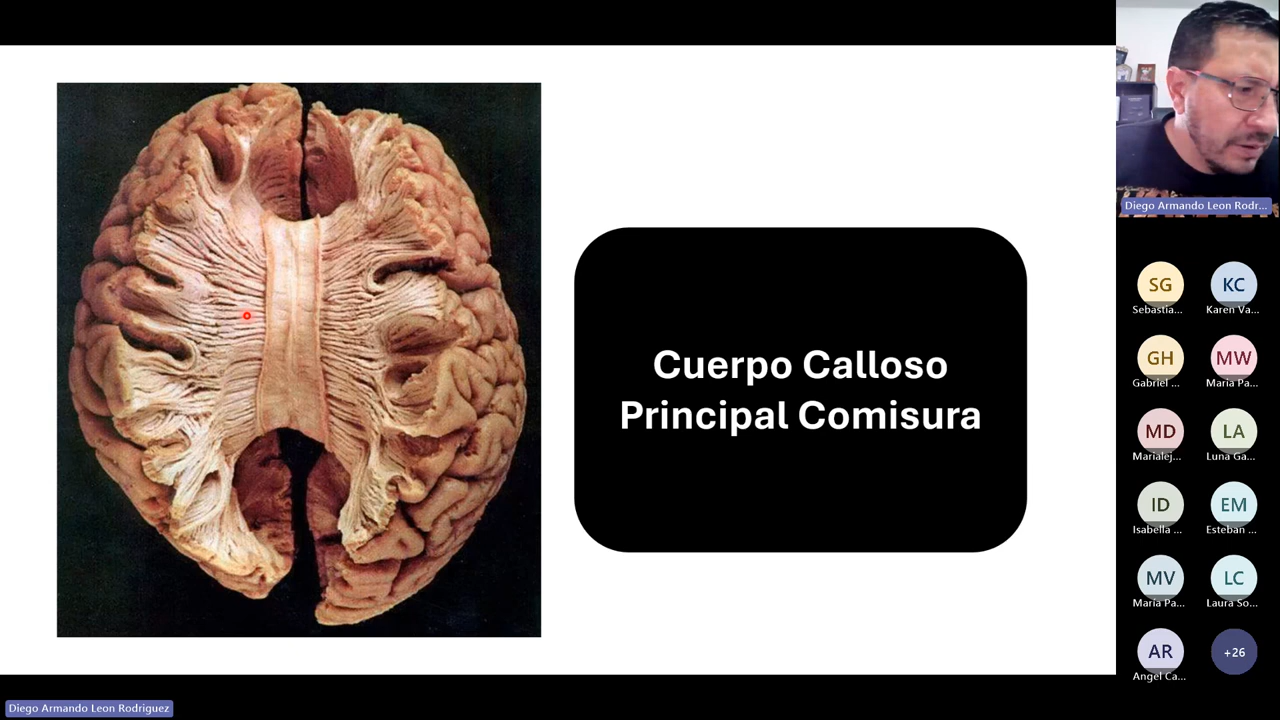 Cuerpo Calloso
Principal Comisura
Diego Armando Leon Rodr...
SG
Sebastia...
KC
Karen Va...
GH
Gabriel ...
MW
Maria Pa...
MD
Marialej...
LA
Luna Ga...
ID
Isabella ...
EM
Esteban ...
MV
Maria Pa...
LC
Laura So...
AR
Angel Ca...
+26
Diego Armando Leon Rodriguez